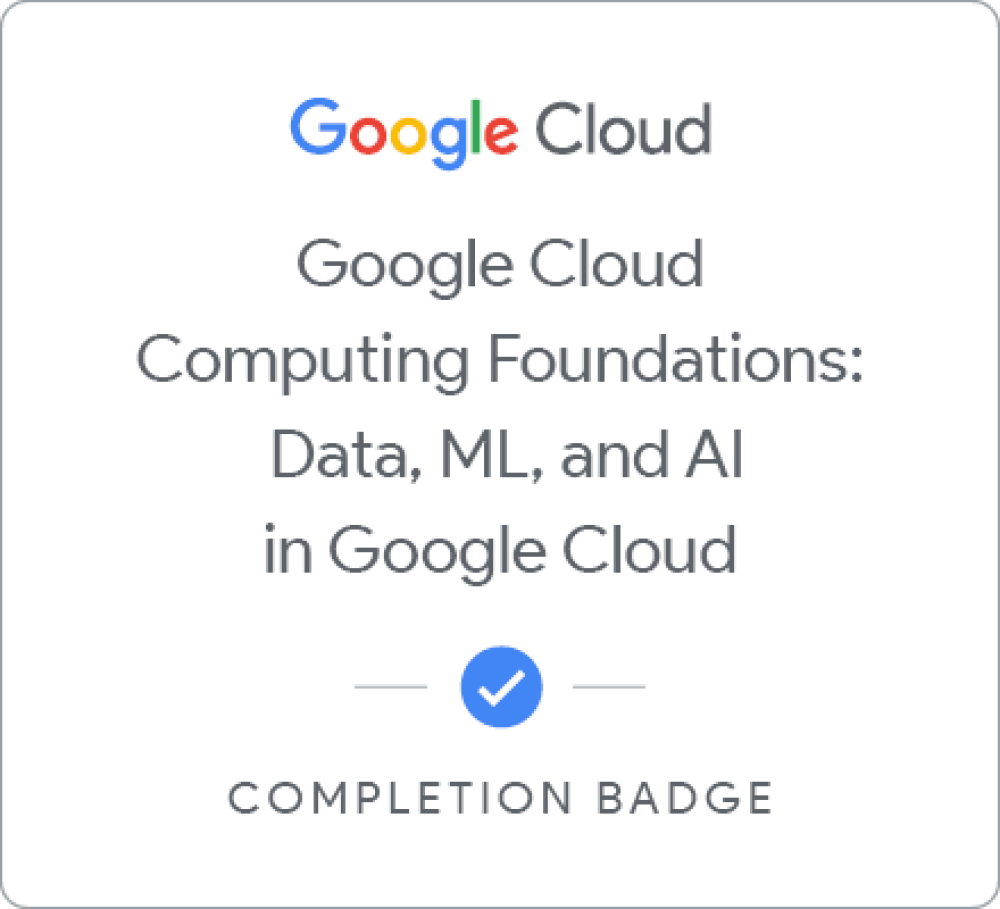 Google Cloud
Google Cloud
Computing Foundations:
Data, ML, and AI
in Google Cloud
COMPLETION BADGE